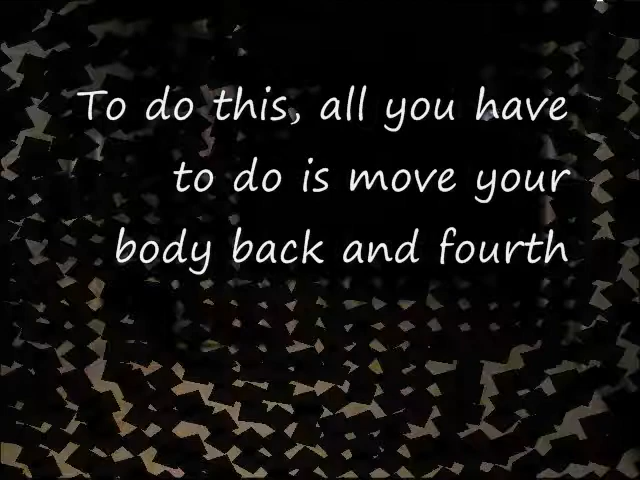 To do this, all you have
to do is move your
body back and fourth